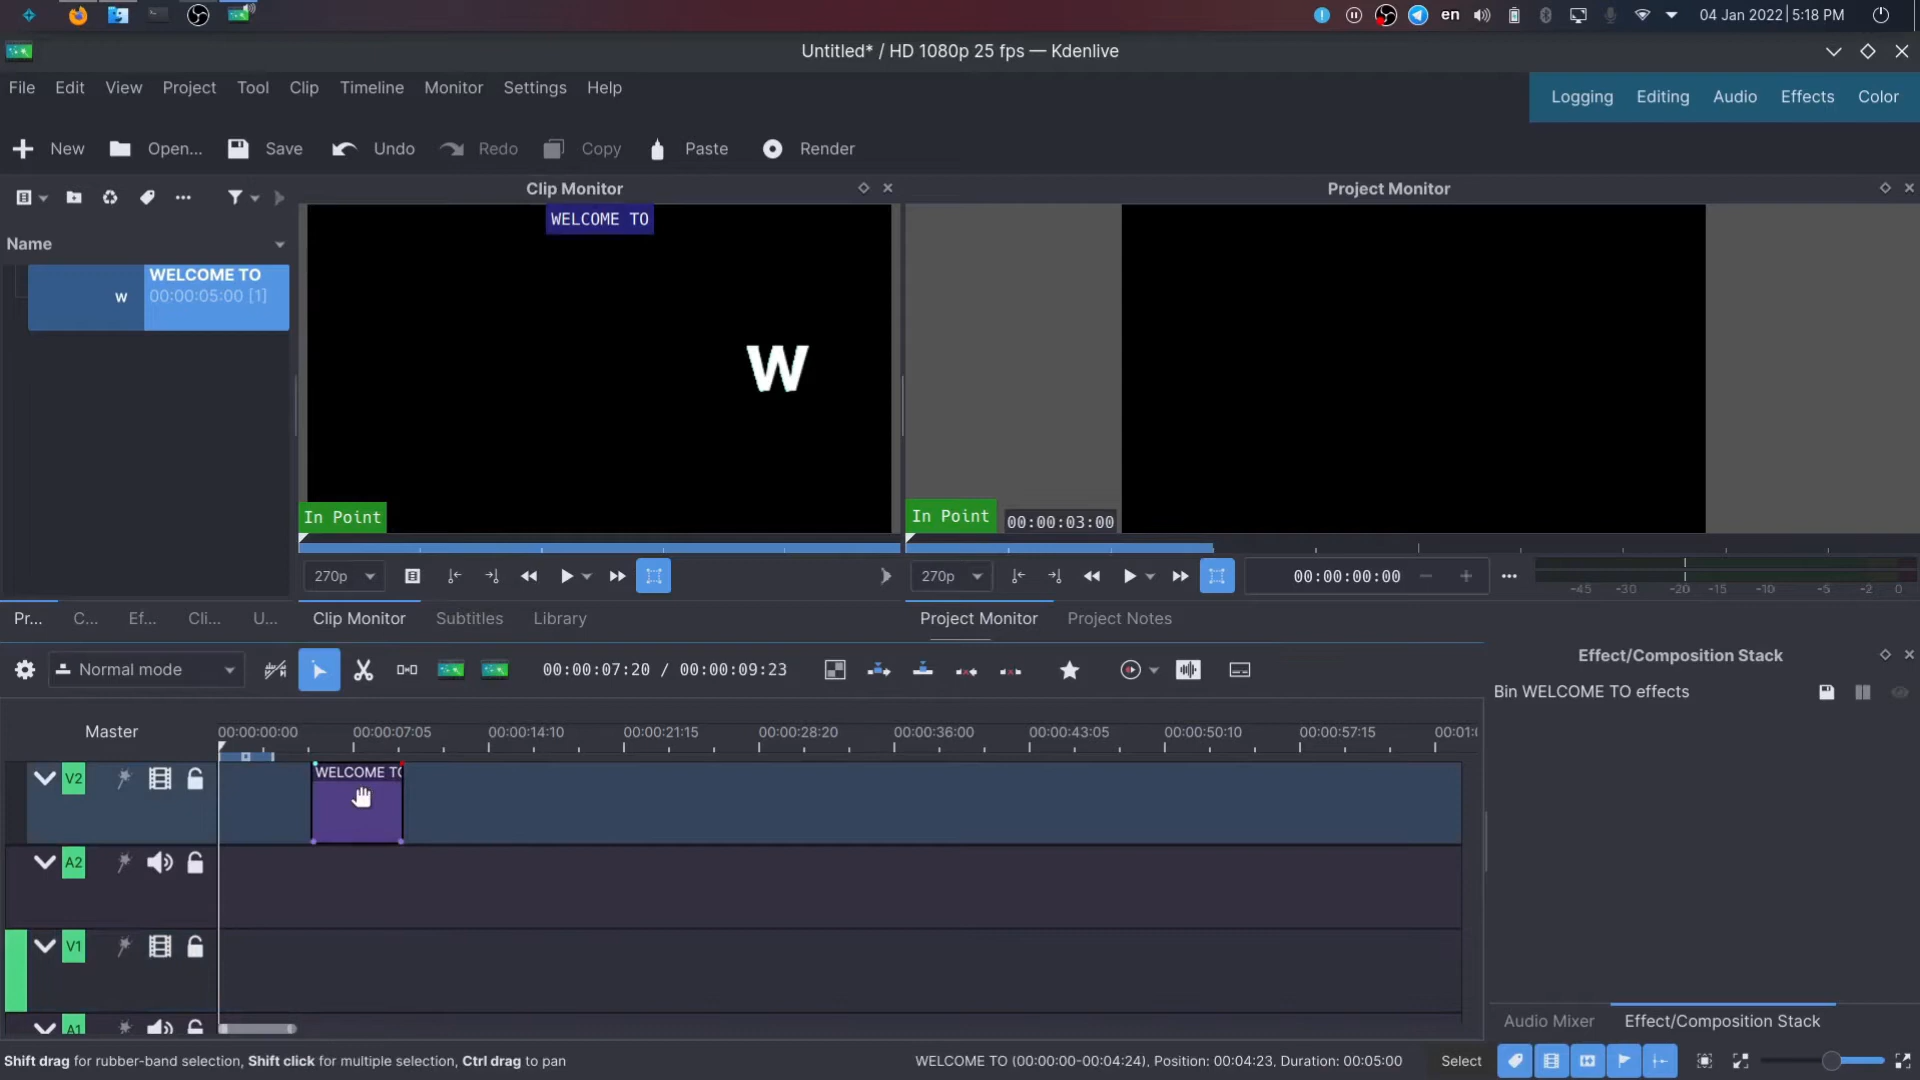 en
04 Jan 2022 | 5:18 PM
Untitled* / HD 1080p 25 fps — Kdenlive
File Edit View Project Tool Clip Timeline Monitor Settings Help
Logging Editing Audio Effects Color
New Open... Save Undo Redo Copy Paste Render
Clip Monitor
Project Monitor
WELCOME TO
Name
WELCOME TO
00:00:05:00 [1]
W
W
In Point
In Point
00:00:03:00
270p
270p
00:00:00:00
-45 -30 -20 -15 -10 -5 -2 0
Pr... C... Ef... Cli... U...
Clip Monitor Subtitles Library
Project Monitor Project Notes
Normal mode
00:00:07:20 / 00:00:09:23
Effect/Composition Stack
Bin WELCOME TO effects
Master
00:00:00:00 00:00:07:05 00:00:14:10 00:00:21:15 00:00:28:20 00:00:36:00 00:00:43:05 00:00:50:10 00:00:57:15 00:01:
V2
WELCOME TO
A2
V1
A1
Audio Mixer Effect/Composition Stack
Shift drag for rubber-band selection, Shift click for multiple selection, Ctrl drag to pan
WELCOME TO (00:00:00-00:04:24), Position: 00:04:23, Duration: 00:05:00
Select